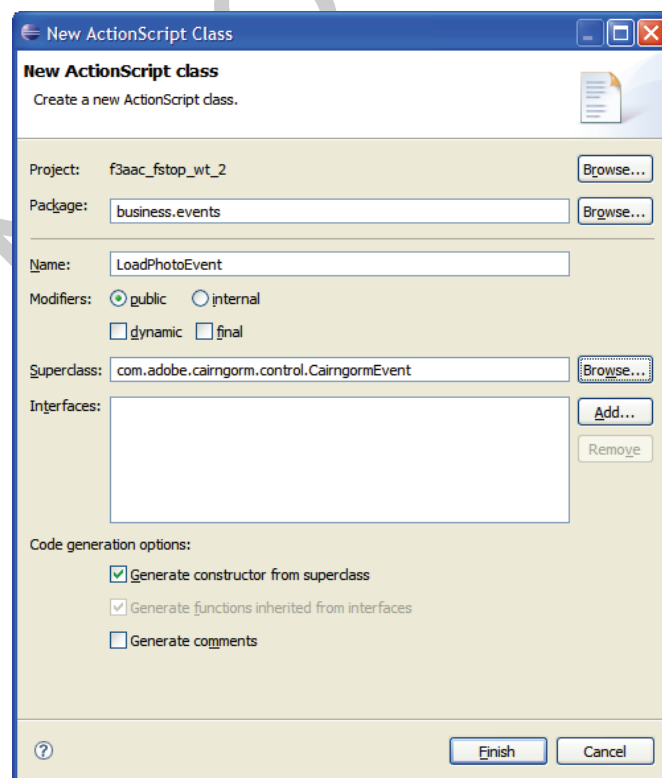 New ActionScript Class
New ActionScript class
Create a new ActionScript class.
Project: f3aac_fstop_wt_2 Browse...
Package: business.events Browse...
Name: LoadPhotoEvent
Modifiers: public internal
dynamic final
Superclass: com.adobe.cairngorm.control.CairngormEvent Browse...
Interfaces: Add...
Remove
Code generation options:
Generate constructor from superclass
Generate functions inherited from interfaces
Generate comments
? Finish Cancel